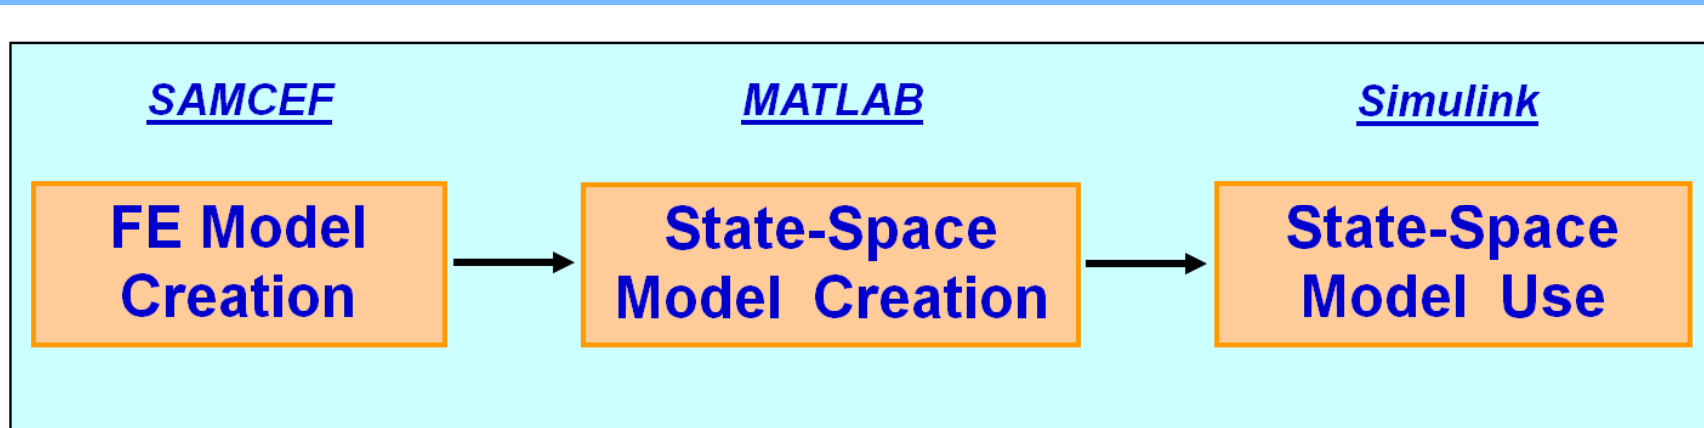 SAMCEF
MATLAB
Simulink
FE Model
Creation
State-Space
Model Creation
State-Space
Model Use